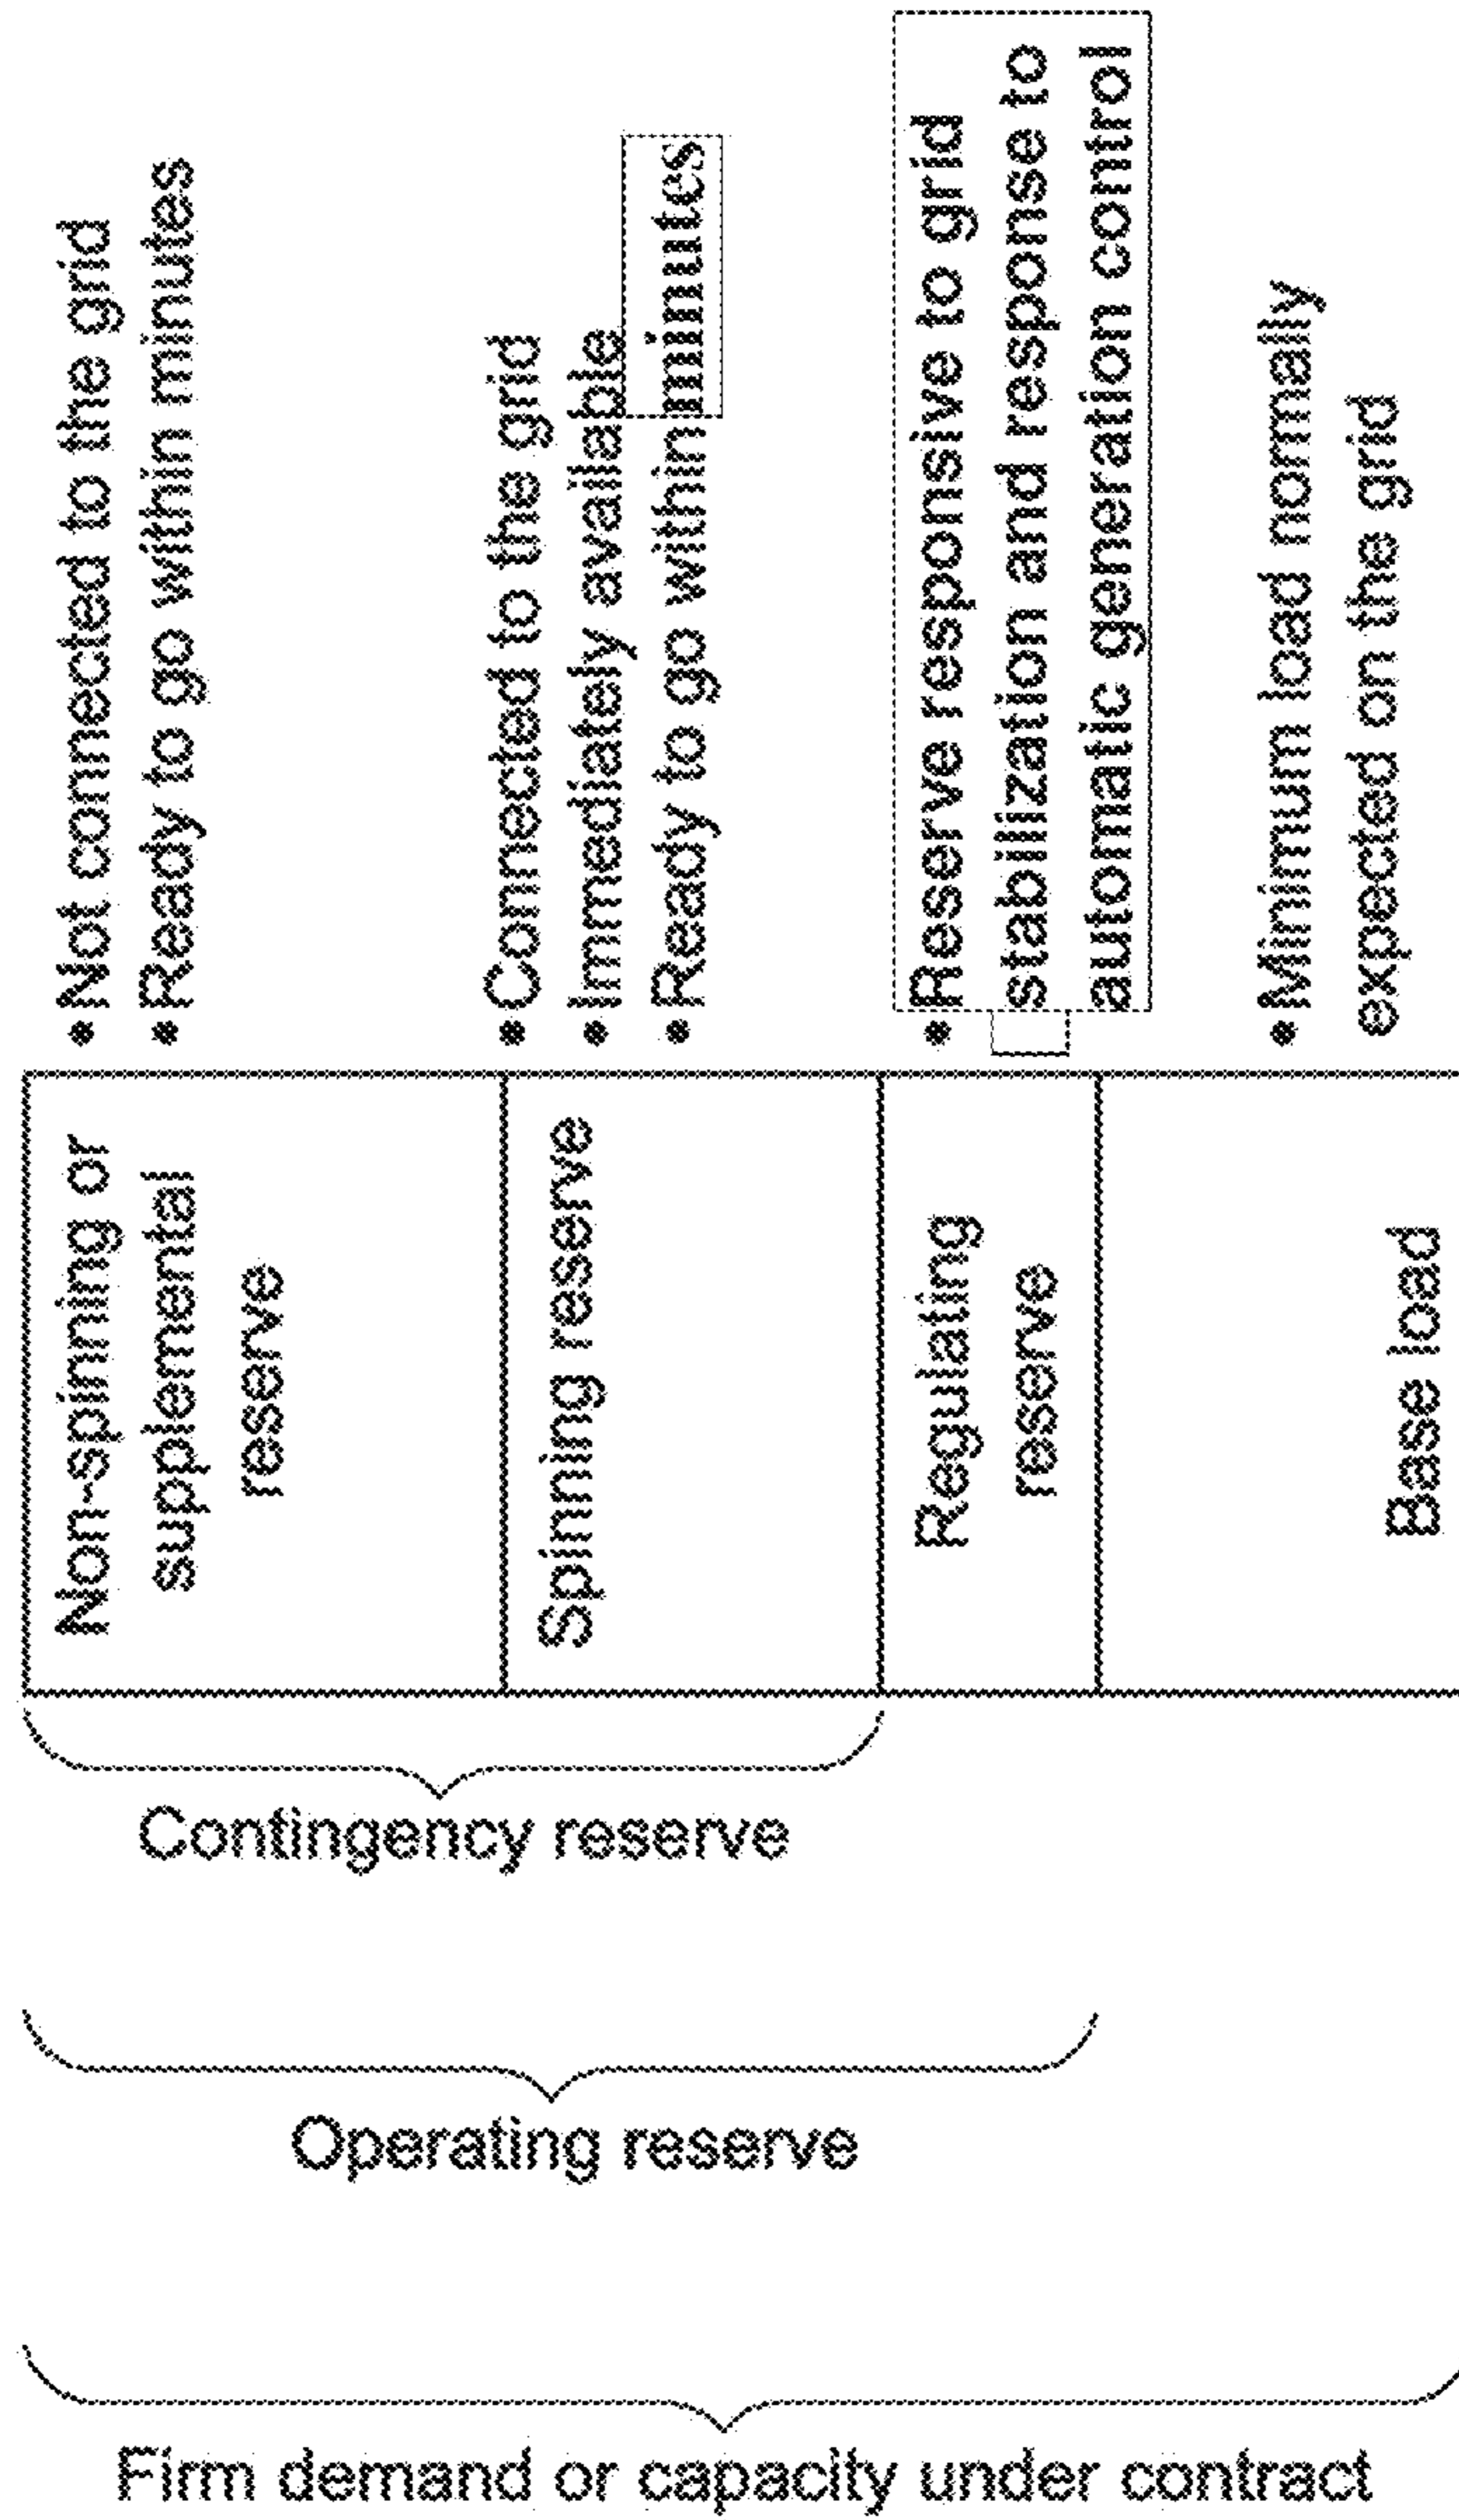 • Not connected to the grid
• Ready to go within minutes
• Connected to the grid
• Immediately available
• Ready to go within minutes
• Reserve responsive to grid
stabilization and response to
automatic generation control
• Minimum load normally
expected on the grid
Non-spinning or
supplemental
reserve
Spinning reserve
Regulating
reserve
Base load
Contingency reserve
Operating reserve
Firm demand or capacity under contract